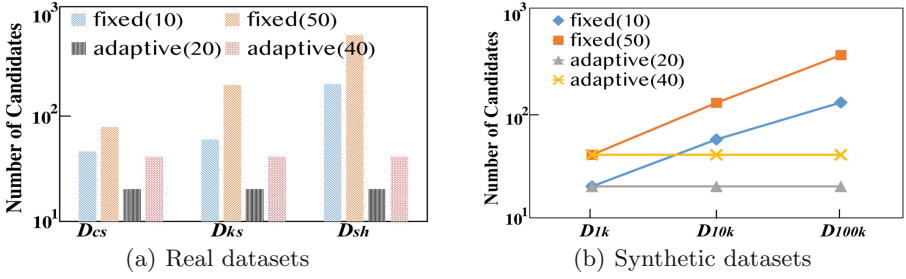 Number of Candidates
10³
10²
10¹
fixed(10) fixed(50)
adaptive(20) adaptive(40)
Dcs Dks Dsh
(a) Real datasets
Number of Candidates
10³
10²
10¹
fixed(10)
fixed(50)
adaptive(20)
adaptive(40)
D1k D10k D100k
(b) Synthetic datasets